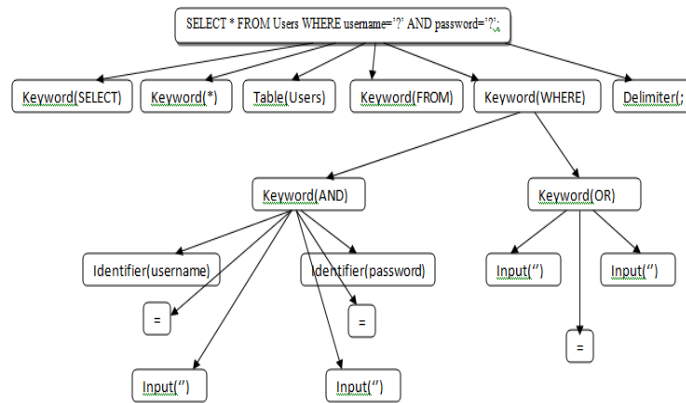 SELECT * FROM Users WHERE username='?' AND password='?';
Keyword(SELECT) Keyword(*) Table(Users) Keyword(FROM) Keyword(WHERE) Delimiter(;
Keyword(AND) Keyword(OR)
Identifier(username) Identifier(password) Input('') Input('')
= =
=
Input('') Input('')